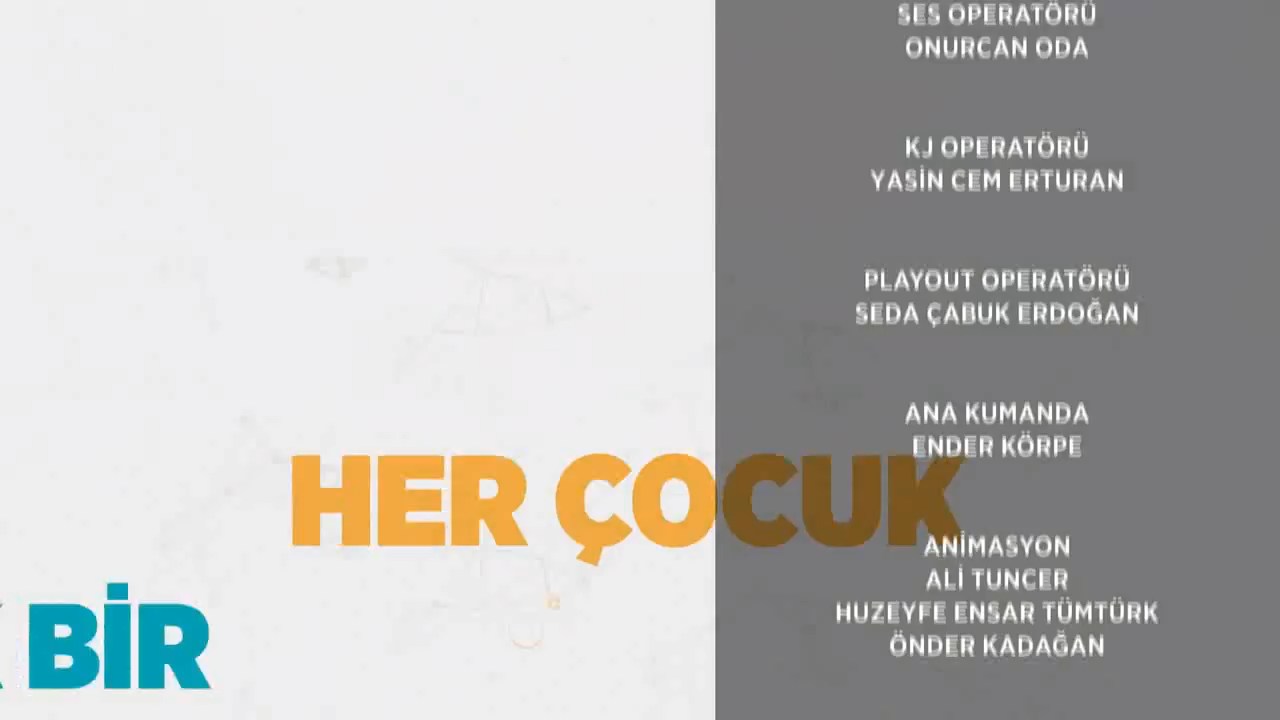 SES OPERATÖRÜ
ONURCAN ODA
KJ OPERATÖRÜ
YASİN CEM ERTURAN
PLAYOUT OPERATÖRÜ
SEDA ÇABUK ERDOĞAN
ANA KUMANDA
ENDER KÖRPE
ANİMASYON
ALİ TUNCER
HUZEYFE ENSAR TÜMTÜRK
ÖNDER KADAĞAN
HER ÇOCUK
BİR